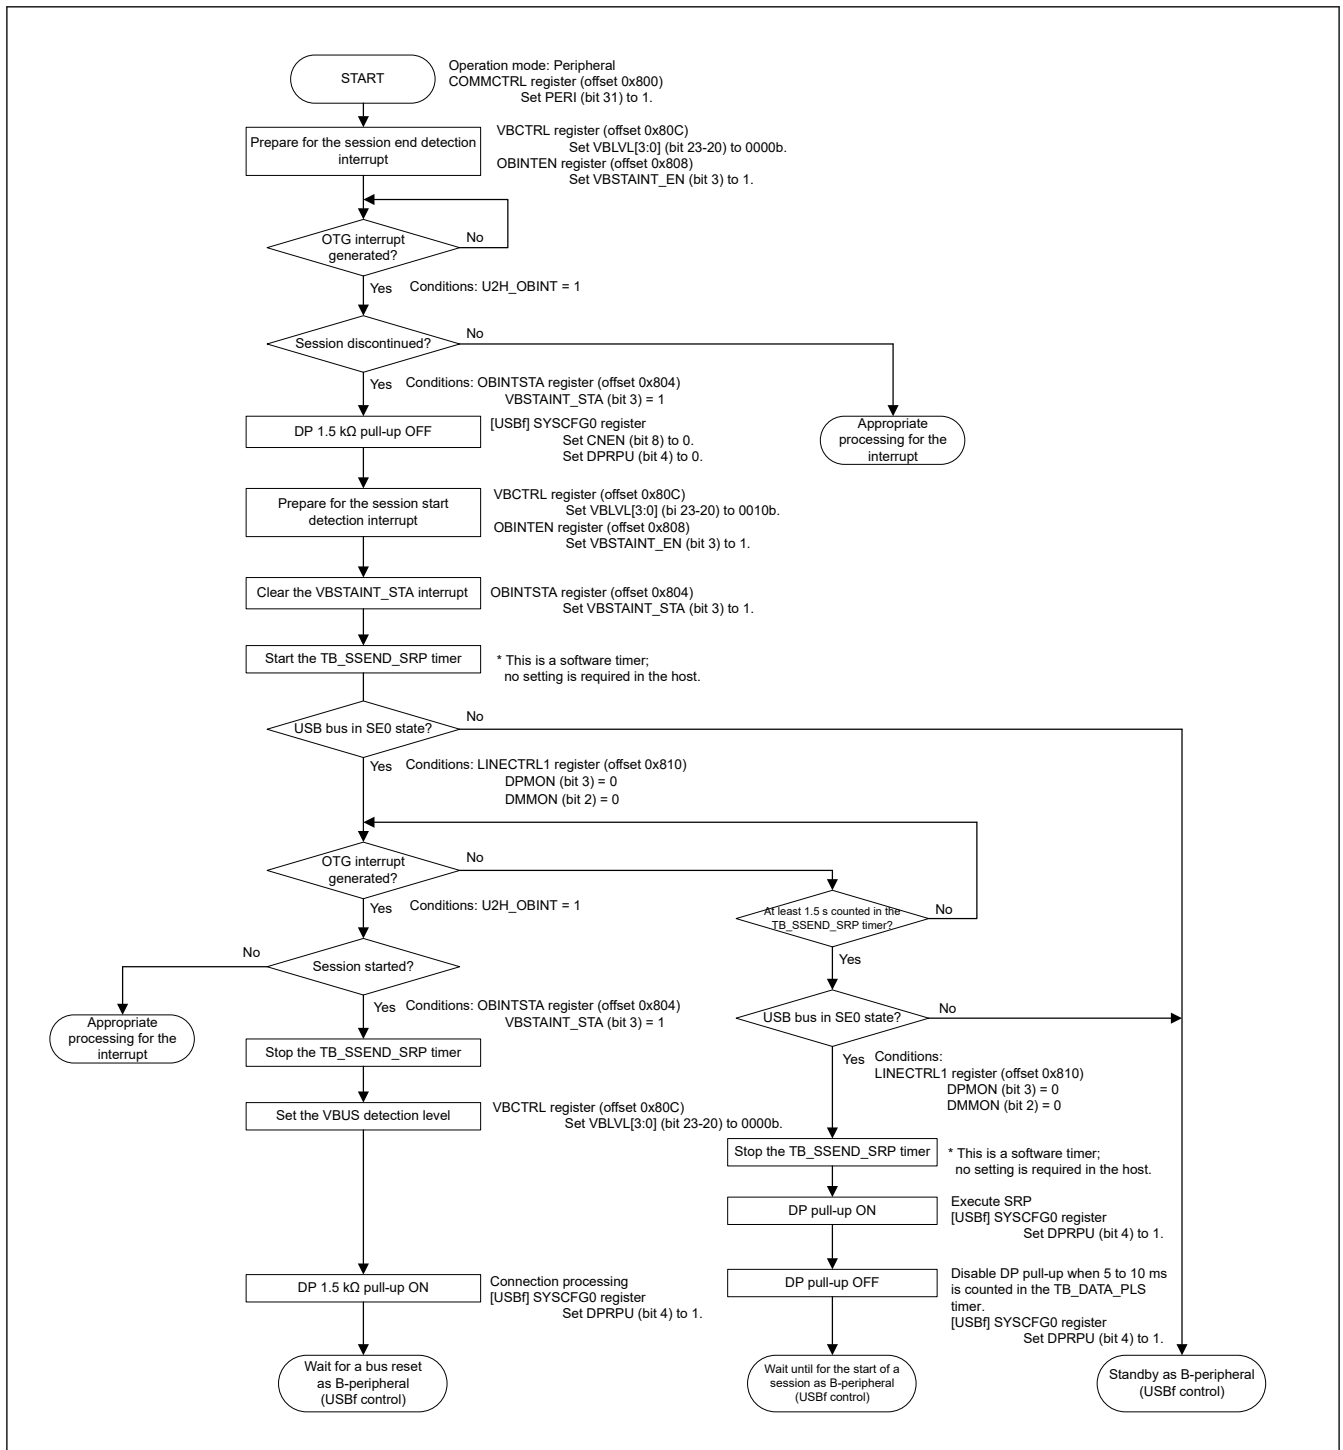 START
Operation mode: Peripheral
COMMCTRL register (offset 0x800)
Set PERI (bit 31) to 1.
Prepare for the session end detection
interrupt
VBCTRL register (offset 0x80C)
Set VBLVL[3:0] (bit 23-20) to 0000b.
OBINTEN register (offset 0x808)
Set VBSTAINT_EN (bit 3) to 1.
OTG interrupt
generated?
No
Yes
Conditions: U2H_OBINT = 1
Session discontinued?
No
Yes
Conditions: OBINTSTA register (offset 0x804)
VBSTAINT_STA (bit 3) = 1
Appropriate
processing for the
interrupt
DP 1.5 kΩ pull-up OFF
[USBf] SYSCFG0 register
Set CNEN (bit 8) to 0.
Set DPRPU (bit 4) to 0.
Prepare for the session start
detection interrupt
VBCTRL register (offset 0x80C)
Set VBLVL[3:0] (bi 23-20) to 0010b.
OBINTEN register (offset 0x808)
Set VBSTAINT_EN (bit 3) to 1.
Clear the VBSTAINT_STA interrupt
OBINTSTA register (offset 0x804)
Set VBSTAINT_STA (bit 3) to 1.
Start the TB_SSEND_SRP timer
* This is a software timer;
no setting is required in the host.
USB bus in SE0 state?
No
Yes
Conditions: LINECTRL1 register (offset 0x810)
DPMON (bit 3) = 0
DMMON (bit 2) = 0
OTG interrupt
generated?
No
Yes
Conditions: U2H_OBINT = 1
At least 1.5 s counted in the
TB_SSEND_SRP timer?
No
Yes
Session started?
No
Yes
Conditions: OBINTSTA register (offset 0x804)
VBSTAINT_STA (bit 3) = 1
Appropriate
processing for the
interrupt
USB bus in SE0 state?
No
Yes
Conditions:
LINECTRL1 register (offset 0x810)
DPMON (bit 3) = 0
DMMON (bit 2) = 0
Stop the TB_SSEND_SRP timer
Set the VBUS detection level
VBCTRL register (offset 0x80C)
Set VBLVL[3:0] (bit 23-20) to 0000b.
Stop the TB_SSEND_SRP timer
* This is a software timer;
no setting is required in the host.
DP pull-up ON
Execute SRP
[USBf] SYSCFG0 register
Set DPRPU (bit 4) to 1.
DP 1.5 kΩ pull-up ON
Connection processing
[USBf] SYSCFG0 register
Set DPRPU (bit 4) to 1.
DP pull-up OFF
Disable DP pull-up when 5 to 10 ms
is counted in the TB_DATA_PLS
timer.
[USBf] SYSCFG0 register
Set DPRPU (bit 4) to 1.
Wait for a bus reset
as B-peripheral
(USBf control)
Wait until for the start of a
session as B-peripheral
(USBf control)
Standby as B-peripheral
(USBf control)